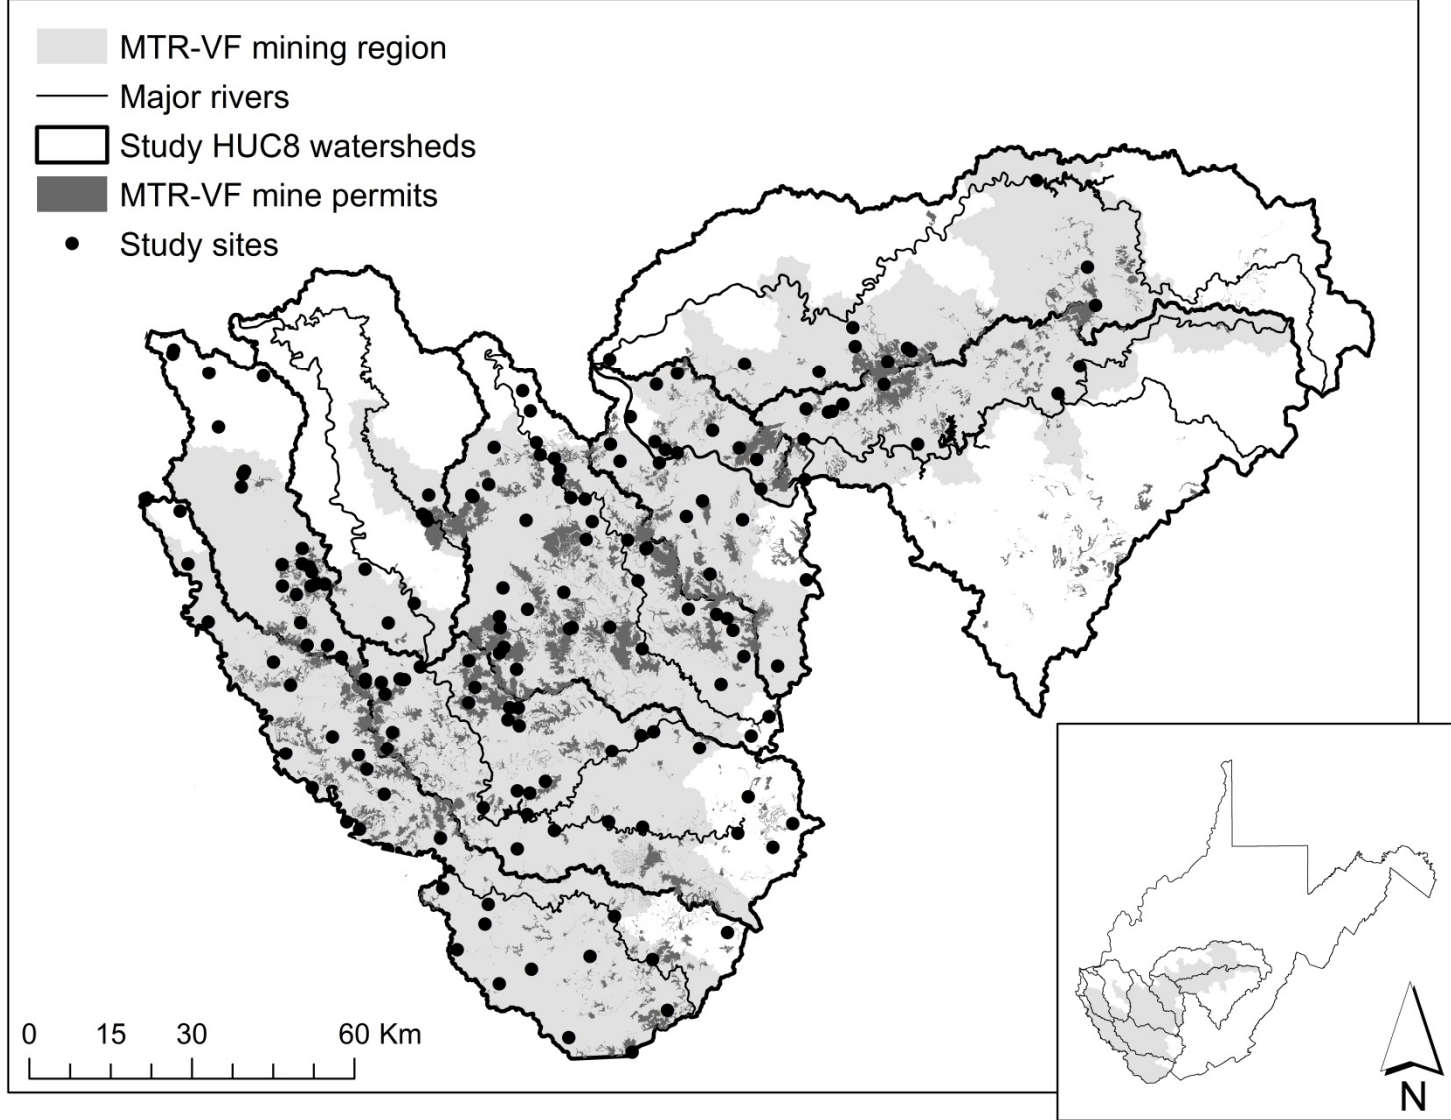 MTR-VF mining region
Major rivers
Study HUC8 watersheds
MTR-VF mine permits
Study sites
0 15 30 60 Km
N